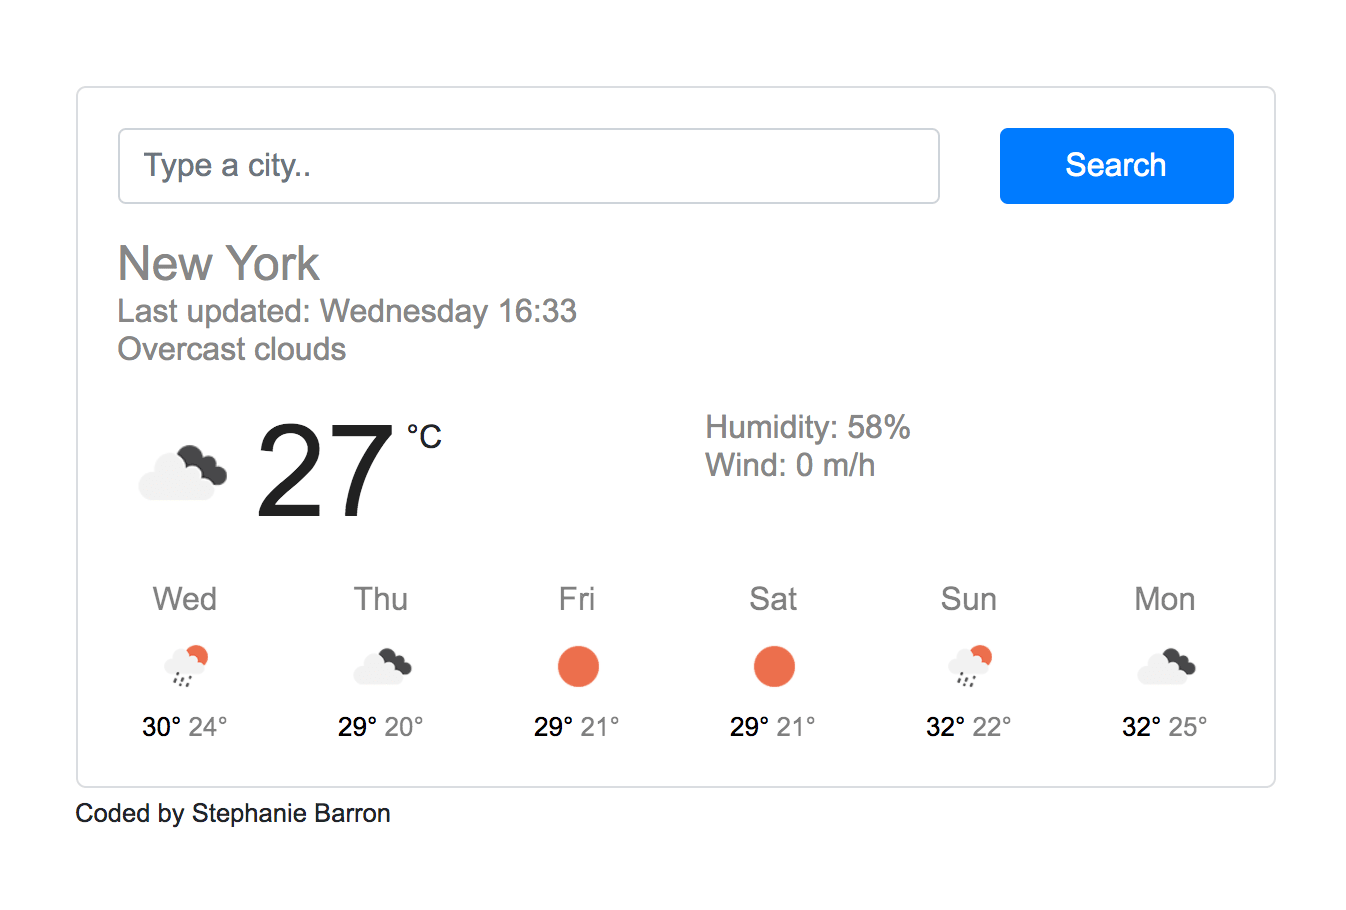 Type a city..
Search
New York
Last updated: Wednesday 16:33
Overcast clouds
27 °C
Humidity: 58%
Wind: 0 m/h
Wed Thu Fri Sat Sun Mon
30° 24° 29° 20° 29° 21° 29° 21° 32° 22° 32° 25°
Coded by Stephanie Barron